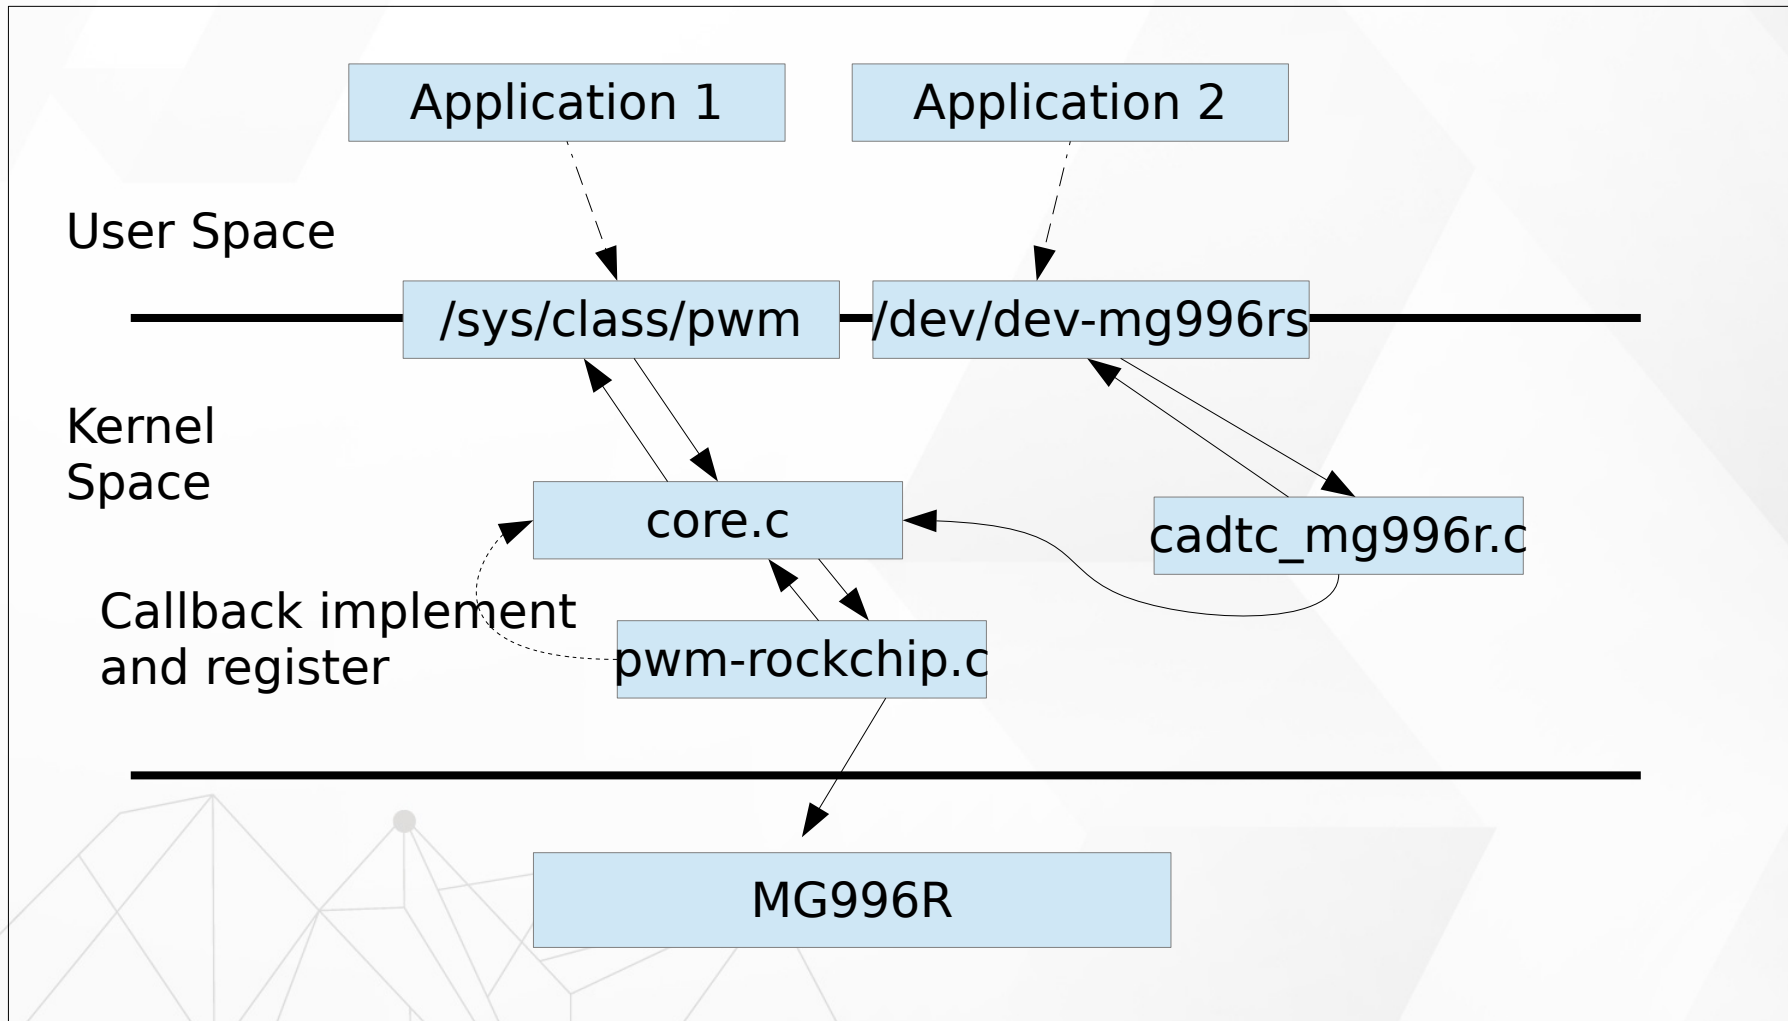 Application 1
Application 2
User Space
/sys/class/pwm
/dev/dev-mg996rs
Kernel
Space
core.c
cadtc_mg996r.c
Callback implement
and register
pwm-rockchip.c
MG996R